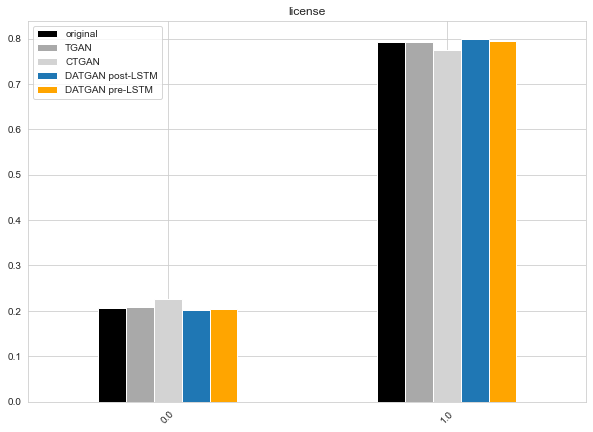 license
original
TGAN
CTGAN
DATGAN post-LSTM
DATGAN pre-LSTM
0.8
0.7
0.6
0.5
0.4
0.3
0.2
0.1
0.0
0.0
1.0